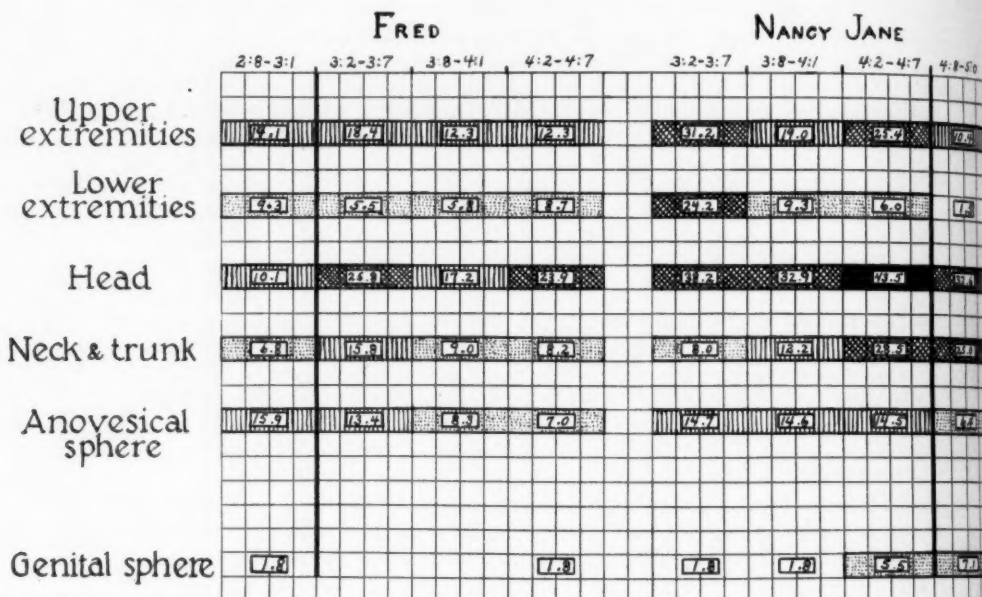 FRED NANCY JANE
2:8-3:1 3:2-3:7 3:8-4:1 4:2-4:7 3:2-3:7 3:8-4:1 4:2-4:7 4:8-5:0
Upper
extremities
14.1 18.4 12.3 12.3 31.2 19.0 25.4
Lower
extremities
9.3 5.5 5.8 8.7 24.2 9.3 6.0
Head
10.1 17.2 23.9 32.9 43.5
Neck & trunk
6.8 15.8 9.0 8.2 8.0 12.2
Anovesical
sphere
15.9 13.4 8.3 7.0 14.7 14.6 14.5
Genital sphere
1.8 1.8 1.8 1.8 5.5